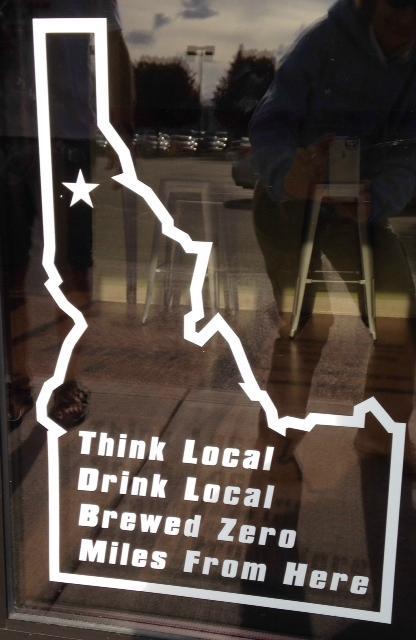 Think Local
Drink Local
Brewed Zero
Miles From Here